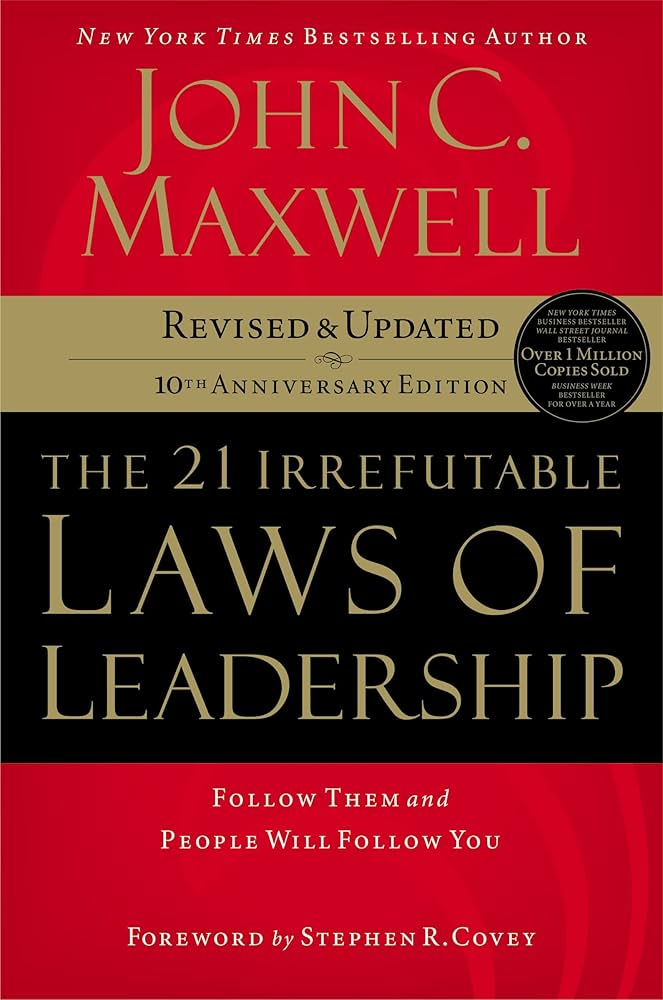 New York Times Bestselling Author
John C.
Maxwell
Revised & Updated
10th Anniversary Edition
New York Times
Business Bestseller
Wall Street Journal
Bestseller
Over 1 Million
Copies Sold
Business Week
Bestseller
for over a year
The 21 Irrefutable
Laws of
Leadership
Follow Them and
People Will Follow You
Foreword by Stephen R. Covey